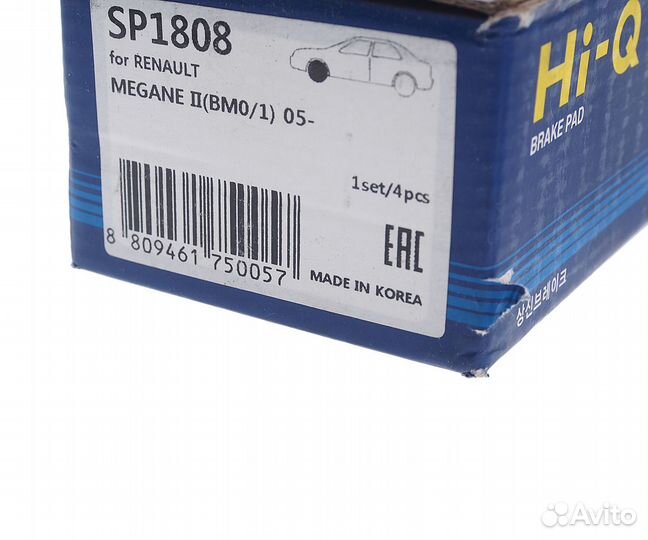 SP1808
for RENAULT
MEGANE II(BM0/1) 05-
1set/4pcs
8 809461 750057
EAC
MADE IN KOREA
Hi-Q
BRAKE PAD
상신브레이크
Avito